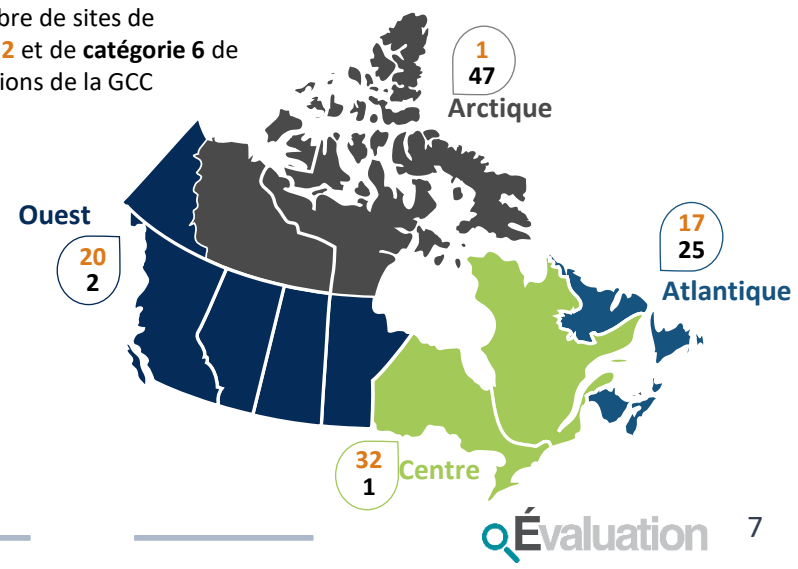 bre de sites de
2 et de catégorie 6 de
ions de la GCC
1
47
Arctique
Ouest
20
2
17
25
Atlantique
32
1
Centre
Évaluation
7